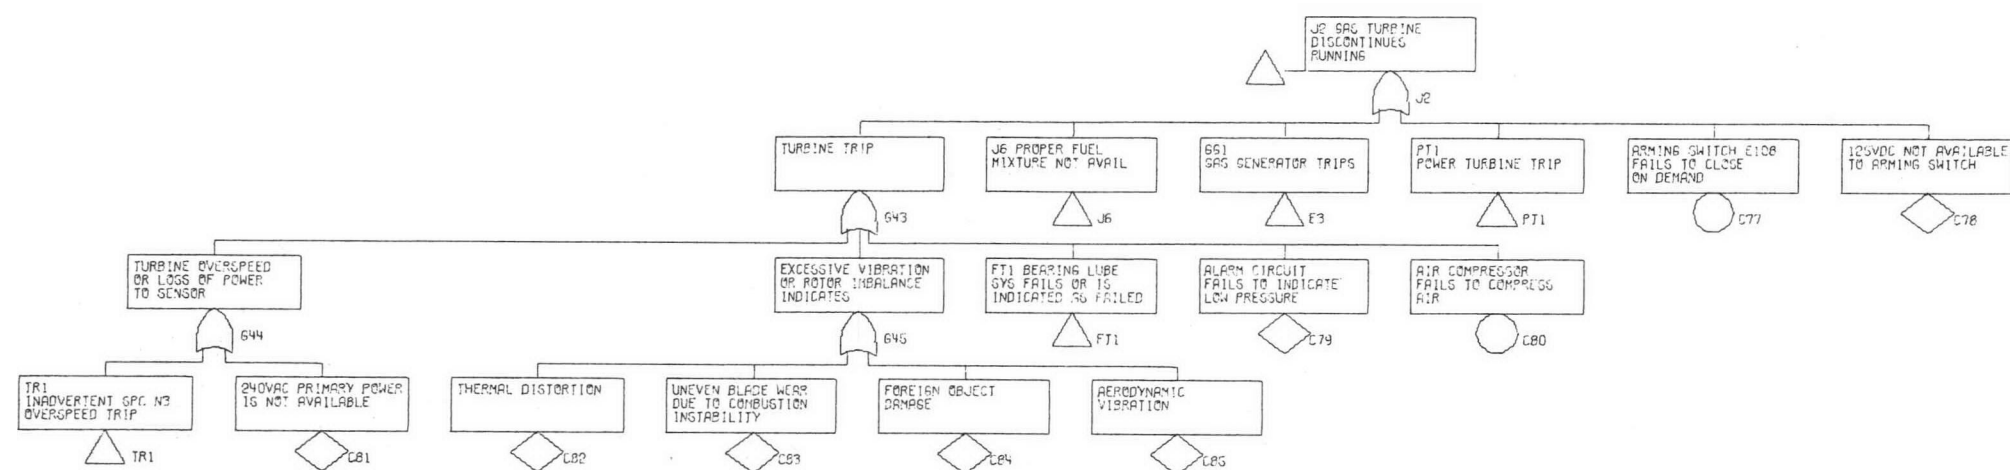 J2 GAS TURBINE
DISCONTINUES
RUNNING
J2
TURBINE TRIP
J6 PROPER FUEL
MIXTURE NOT AVAIL
GG1
GAS GENERATOR TRIPS
PT1
POWER TURBINE TRIP
ARMING SWITCH E108
FAILS TO CLOSE
ON DEMAND
125VDC NOT AVAILABLE
TO ARMING SWITCH
G43
J6
E3
PT1
C77
C78
TURBINE OVERSPEED
OR LOSS OF POWER
TO SENSOR
EXCESSIVE VIBRATION
OR ROTOR IMBALANCE
INDICATES
FT1 BEARING LUBE
SYS FAILS OR IS
INDICATED AS FAILED
ALARM CIRCUIT
FAILS TO INDICATE
LOW PRESSURE
AIR COMPRESSOR
FAILS TO COMPRESS
AIR
G44
G45
FT1
C79
C80
TR1
INADVERTENT GPC N3
OVERSPEED TRIP
240VAC PRIMARY POWER
IS NOT AVAILABLE
THERMAL DISTORTION
UNEVEN BLADE WEAR
DUE TO COMBUSTION
INSTABILITY
FOREIGN OBJECT
DAMAGE
AERODYNAMIC
VIBRATION
TR1
C81
C82
C83
C84
C85